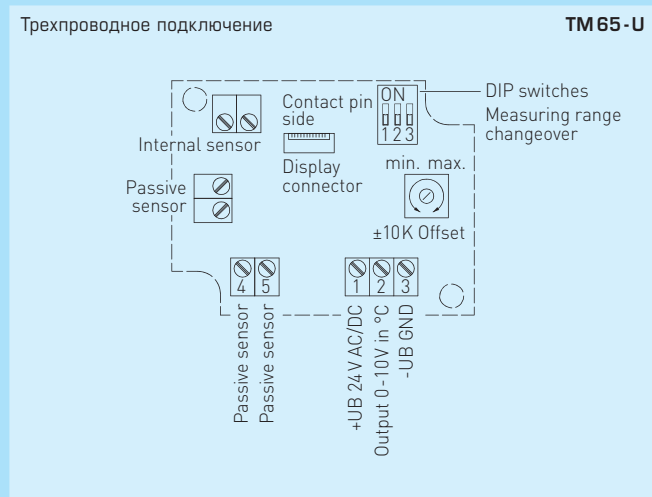 Трехпроводное подключение
TM65-U
ON
1 2 3
DIP switches
Measuring range
changeover
Contact pin
side
Internal sensor
Display
connector
min. max.
Passive
sensor
±10K Offset
4 5
1 2 3
Passive sensor
Passive sensor
+UB 24V AC/DC
Output 0-10V in °C
-UB GND